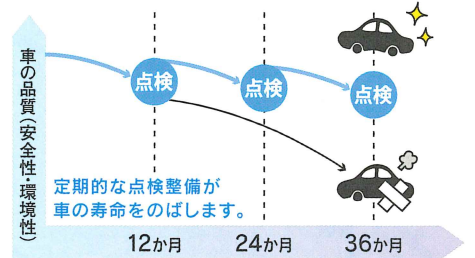 車の品質(安全性・環境性)
点検
点検
点検
定期的な点検整備が
車の寿命をのばします。
12か月
24か月
36か月